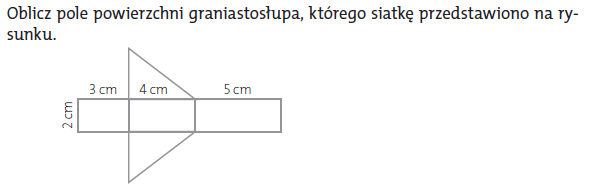 Oblicz pole powierzchni graniastosłupa, którego siatkę przedstawiono na ry-
sunku.
3 cm 4 cm 5 cm
2 cm